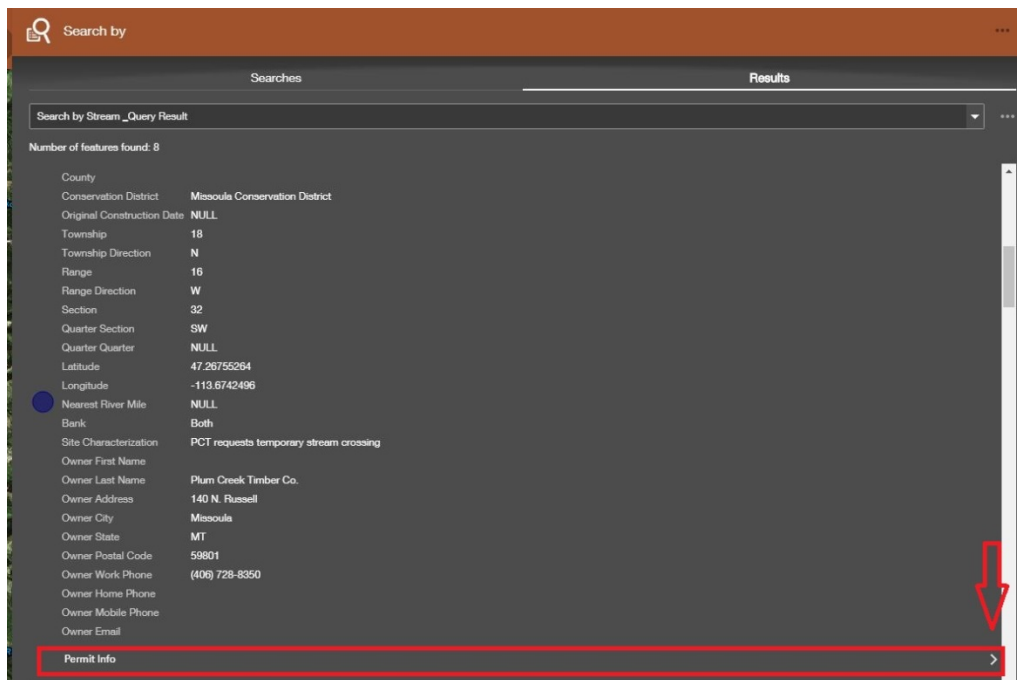 Search by
Searches Results
Search by Stream _Query Result
Number of features found: 8
County
Conservation District Missoula Conservation District
Original Construction Date NULL
Township 18
Township Direction N
Range 16
Range Direction W
Section 32
Quarter Section SW
Quarter Quarter NULL
Latitude 47.26755264
Longitude -113.6742496
Nearest River Mile NULL
Bank Both
Site Characterization PCT requests temporary stream crossing
Owner First Name
Owner Last Name Plum Creek Timber Co.
Owner Address 140 N. Russell
Owner City Missoula
Owner State MT
Owner Postal Code 59801
Owner Work Phone (406) 728-8350
Owner Home Phone
Owner Mobile Phone
Owner Email
Permit Info